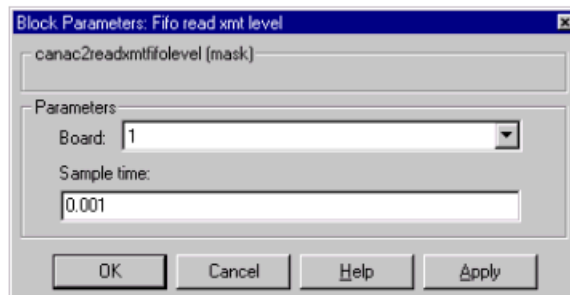 Block Parameters: Fifo read xmt level
canac2readxmtfifolevel (mask)
Parameters
Board: 1
Sample time:
0.001
OK Cancel Help Apply